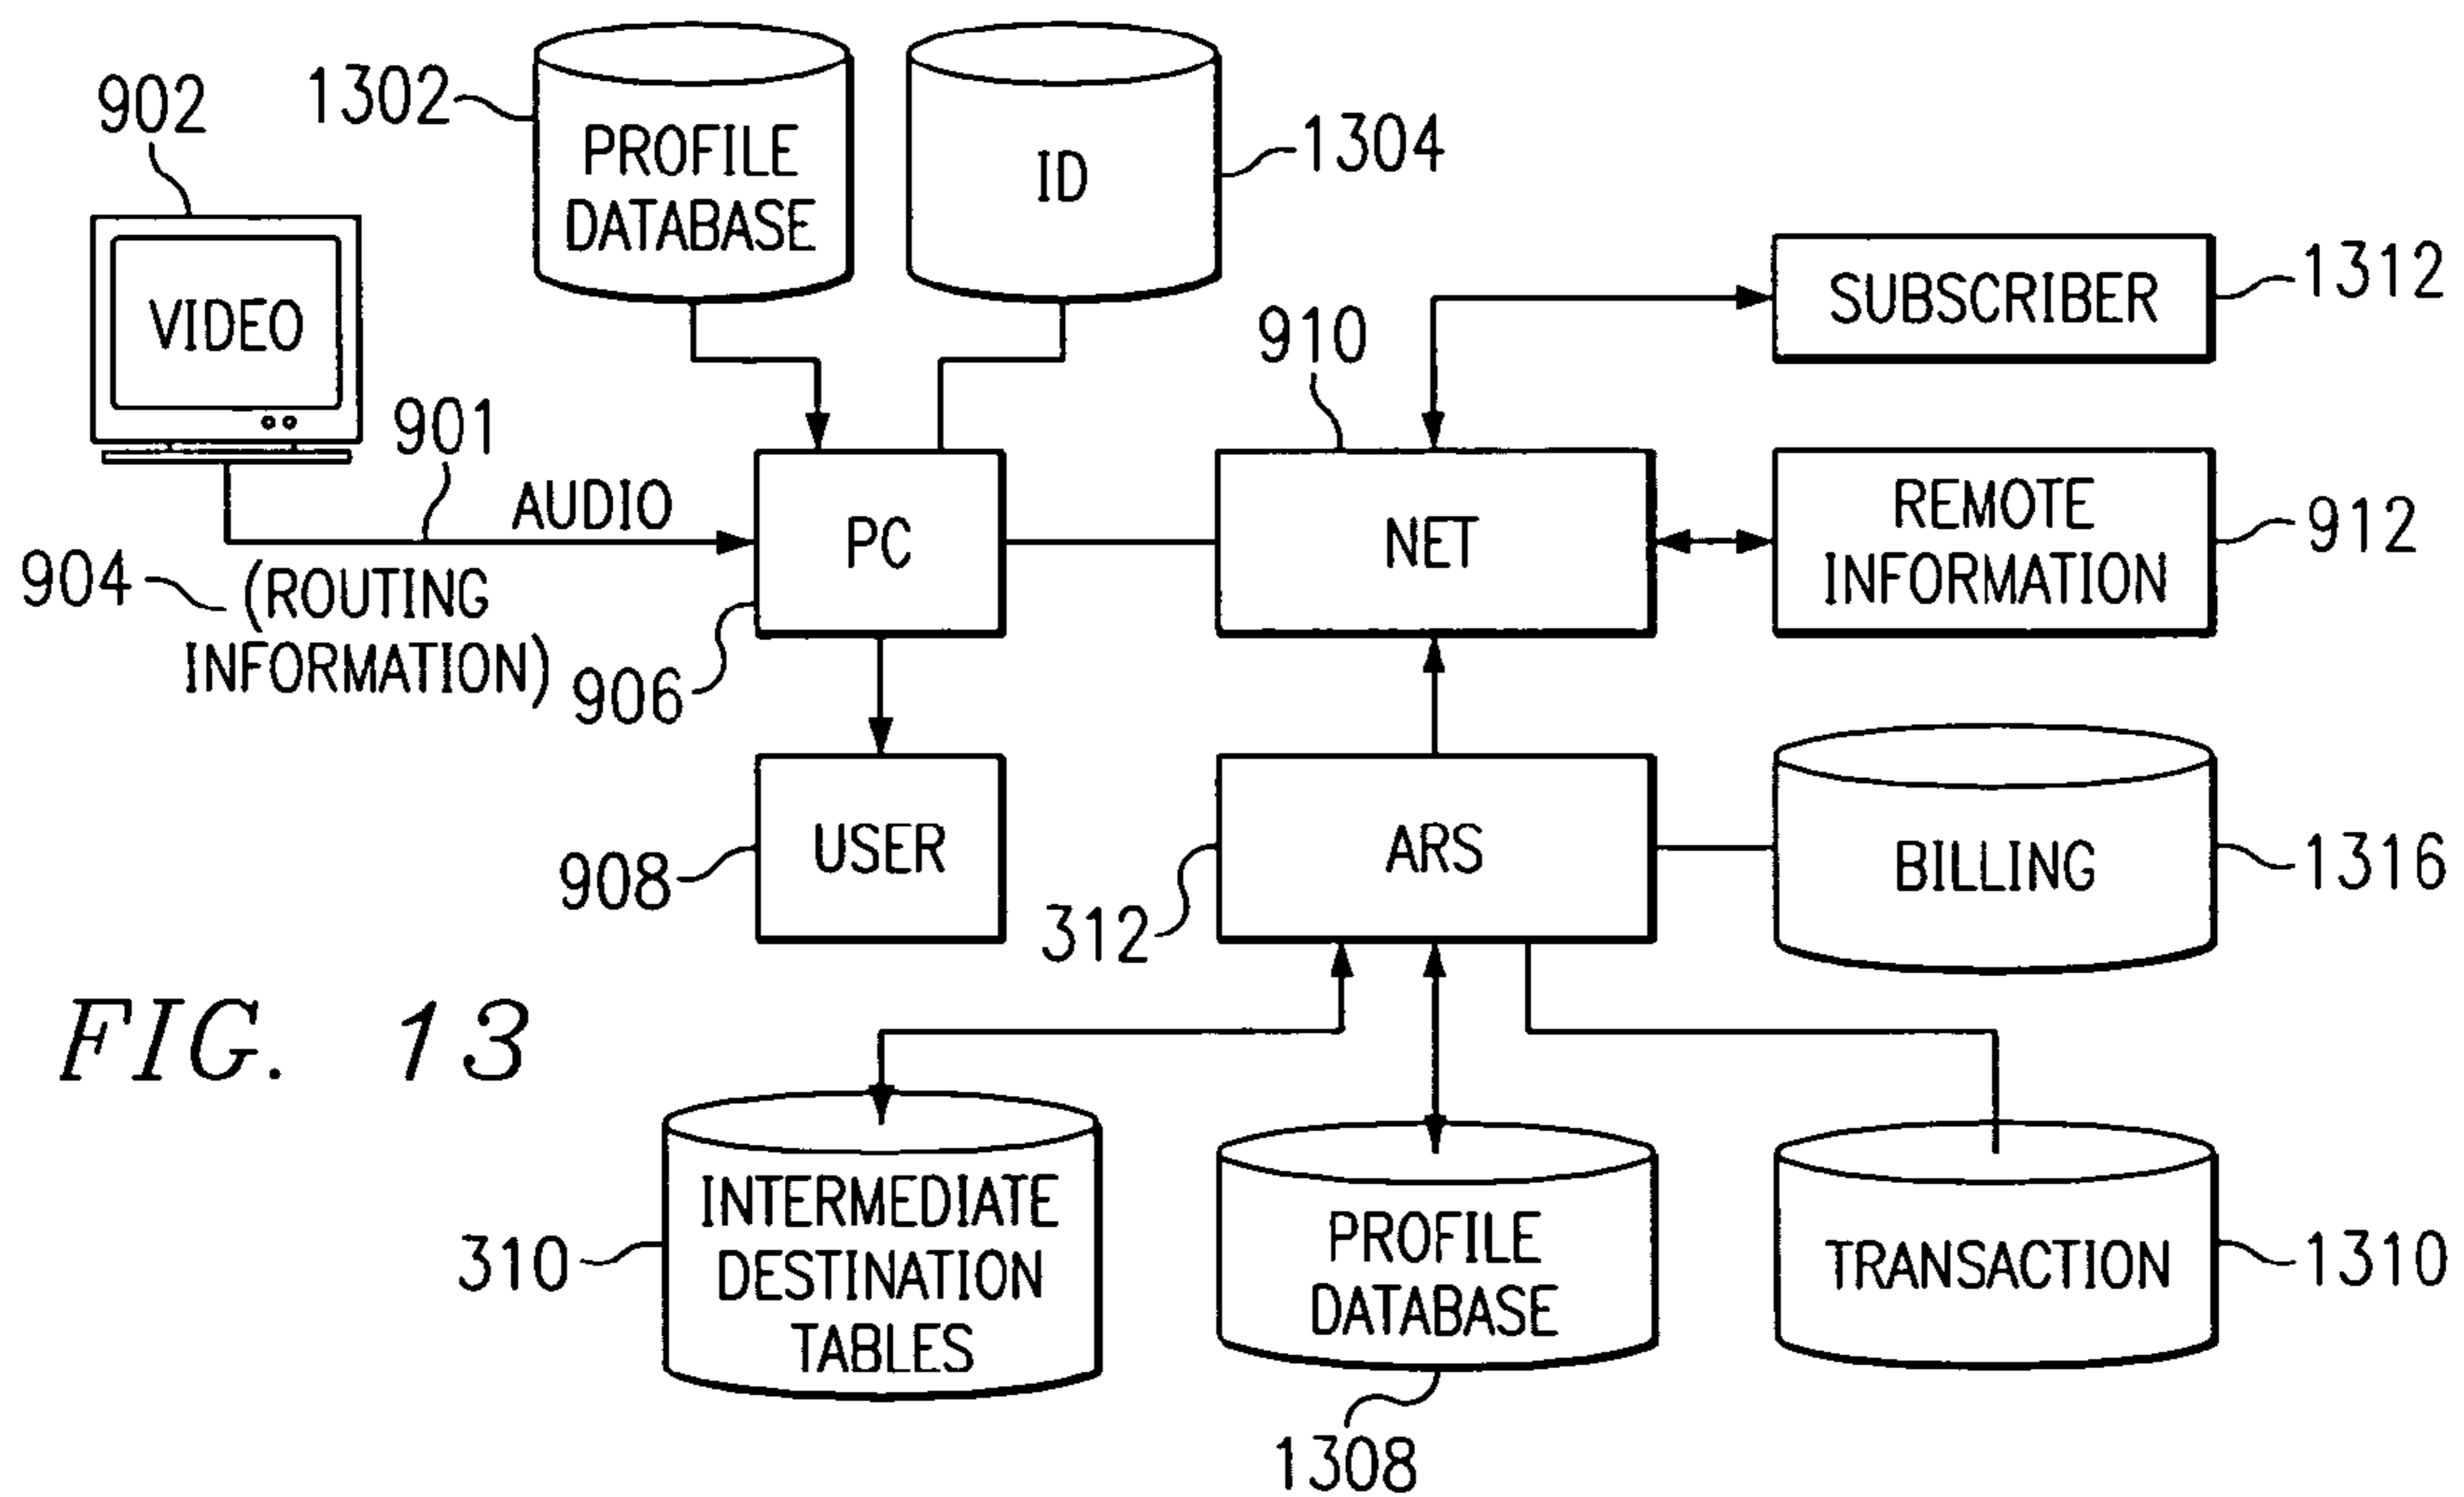 902
1302
PROFILE
DATABASE
ID
1304
VIDEO
901
AUDIO
904
(ROUTING
INFORMATION)
PC
906
910
NET
SUBSCRIBER
1312
REMOTE
INFORMATION
912
USER
908
ARS
312
BILLING
1316
FIG. 13
INTERMEDIATE
DESTINATION
TABLES
310
PROFILE
DATABASE
1308
TRANSACTION
1310